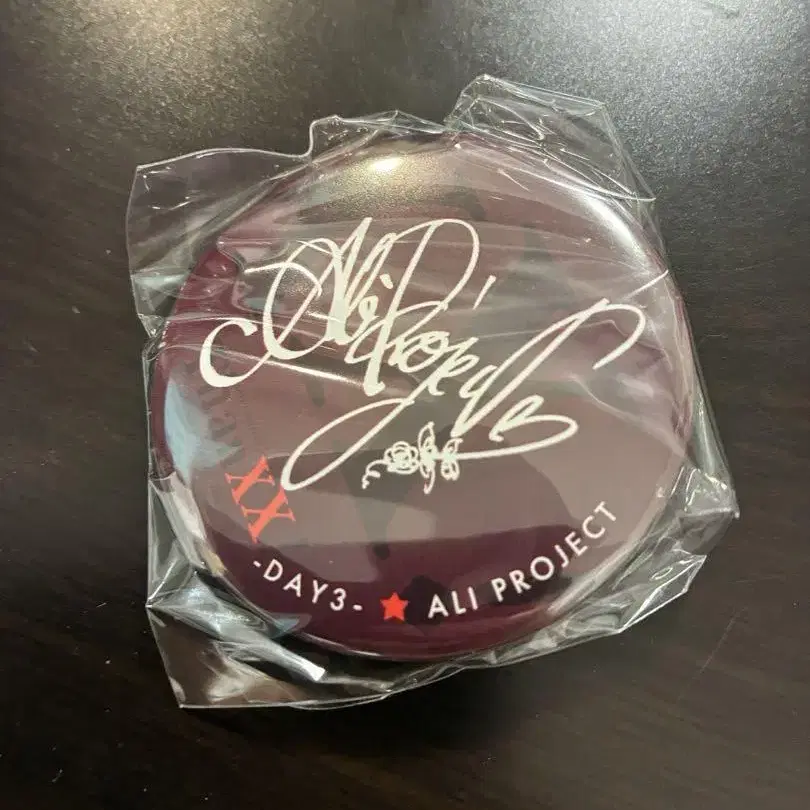 Ali Project
XX
-DAY3- ★ ALI PROJECT